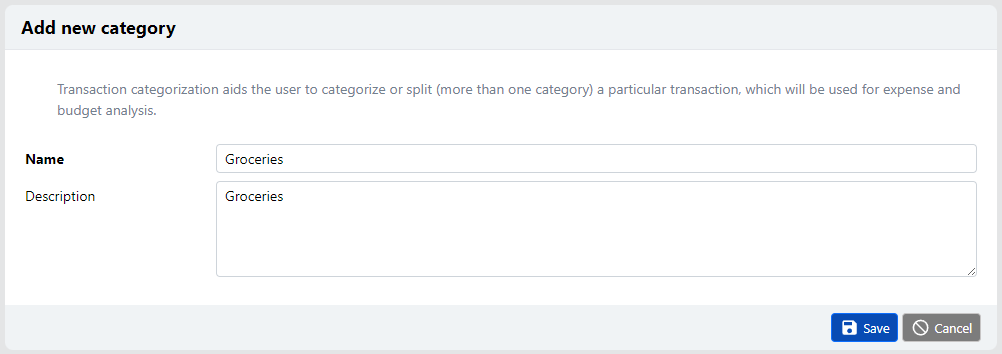 Add new category
Transaction categorization aids the user to categorize or split (more than one category) a particular transaction, which will be used for expense and
budget analysis.
Name
Groceries
Description
Groceries
Save
Cancel